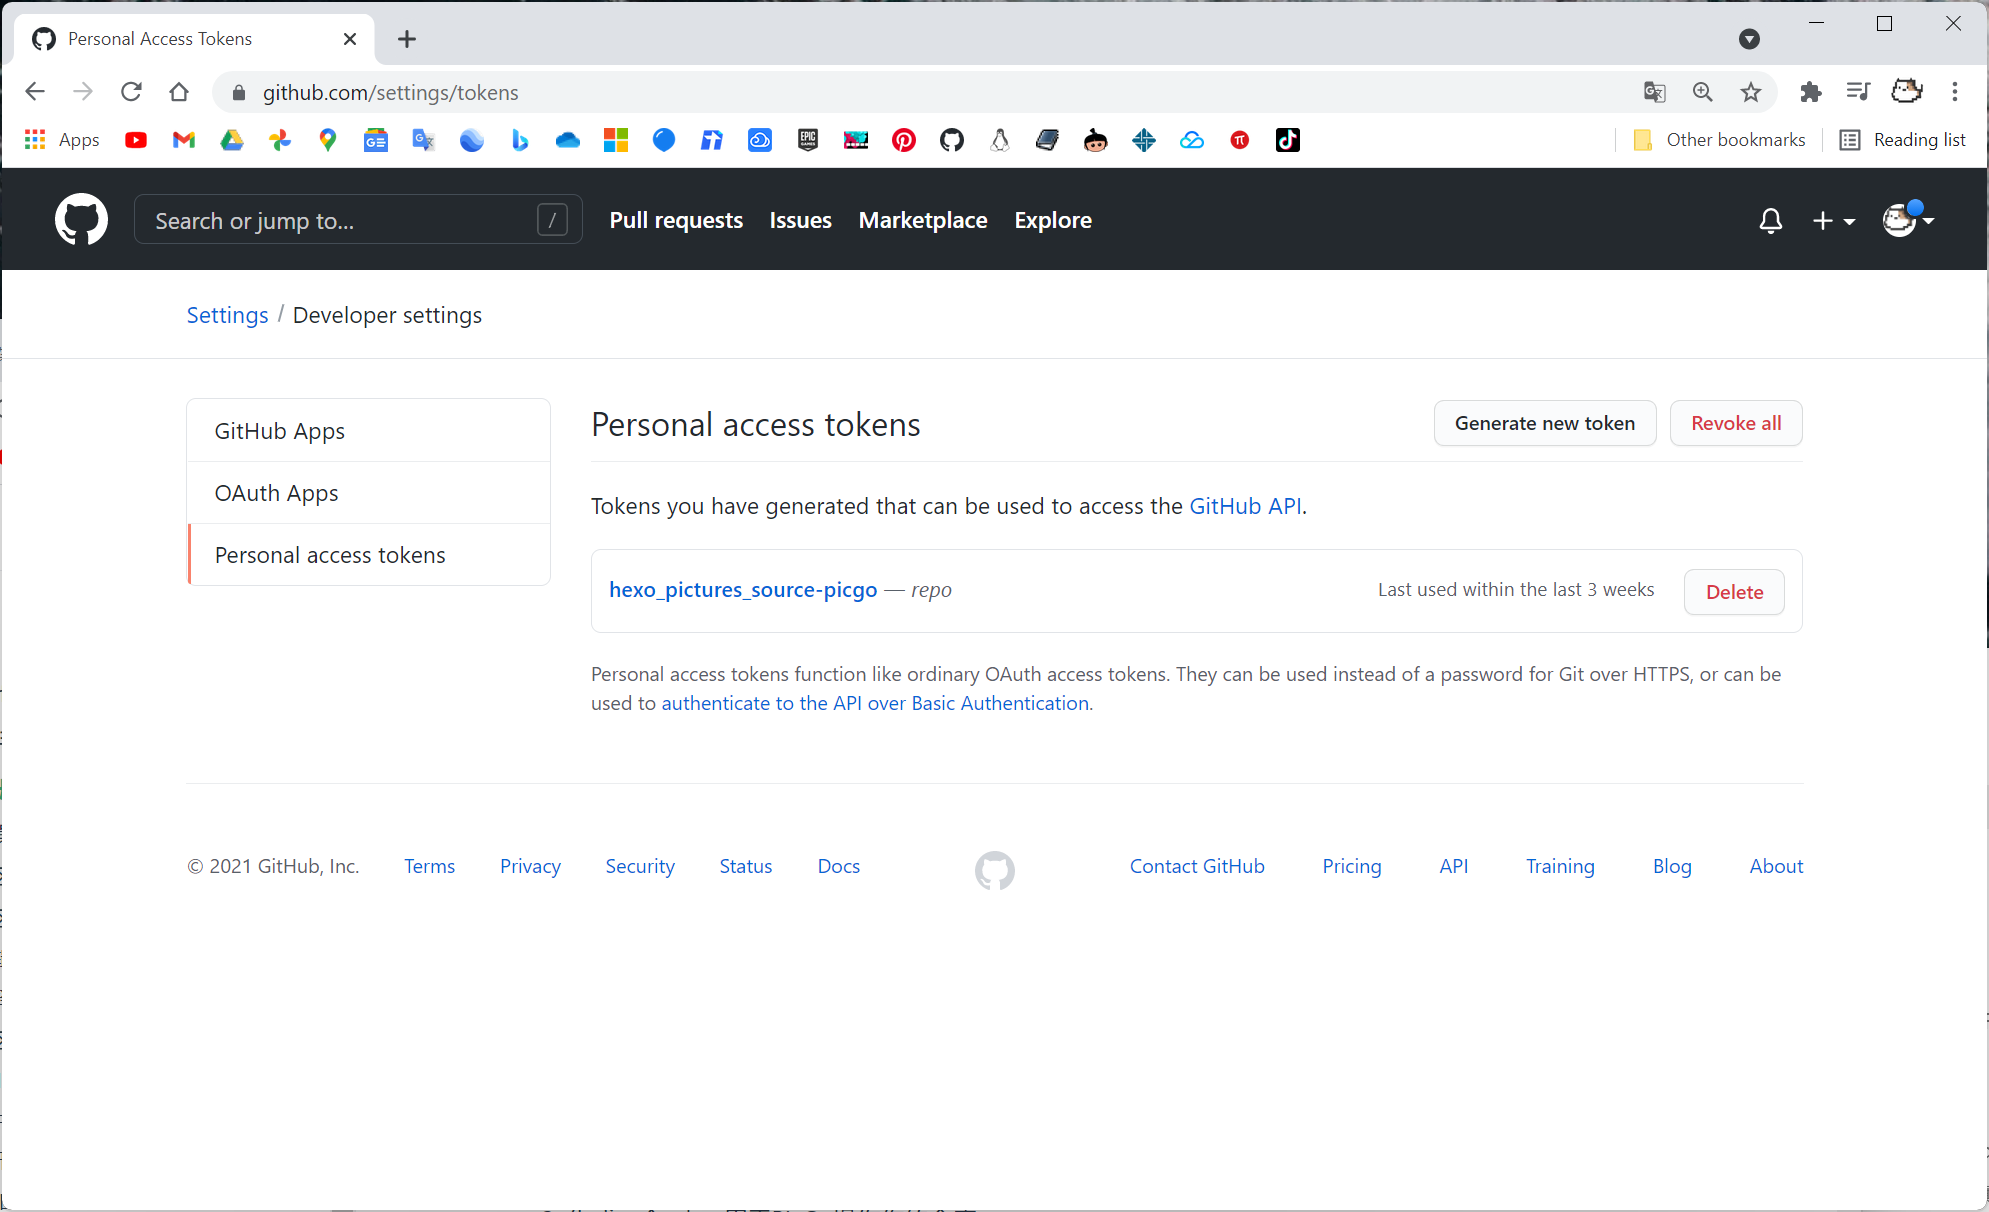 Personal Access Tokens
github.com/settings/tokens
Apps
Other bookmarks
Reading list
Search or jump to...
/
Pull requests
Issues
Marketplace
Explore
Settings / Developer settings
GitHub Apps
OAuth Apps
Personal access tokens
Personal access tokens
Generate new token
Revoke all
Tokens you have generated that can be used to access the GitHub API.
hexo_pictures_source-picgo — repo
Last used within the last 3 weeks
Delete
Personal access tokens function like ordinary OAuth access tokens. They can be used instead of a password for Git over HTTPS, or can be
used to authenticate to the API over Basic Authentication.
© 2021 GitHub, Inc.
Terms
Privacy
Security
Status
Docs
Contact GitHub
Pricing
API
Training
Blog
About